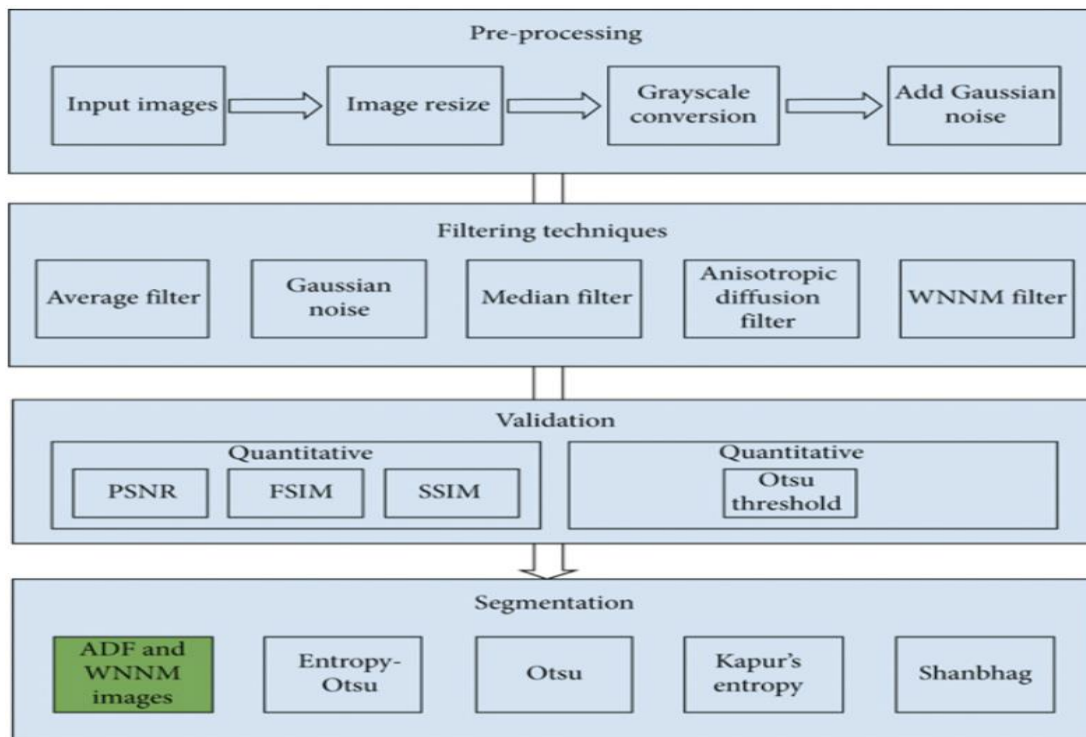 Pre-processing
Input images
Image resize
Grayscale
conversion
Add Gaussian
noise
Filtering techniques
Average filter
Gaussian
noise
Median filter
Anisotropic
diffusion
filter
WNNM filter
Validation
Quantitative
PSNR
FSIM
SSIM
Quantitative
Otsu
threshold
Segmentation
ADF and
WNNM
images
Entropy-
Otsu
Otsu
Kapur's
entropy
Shanbhag